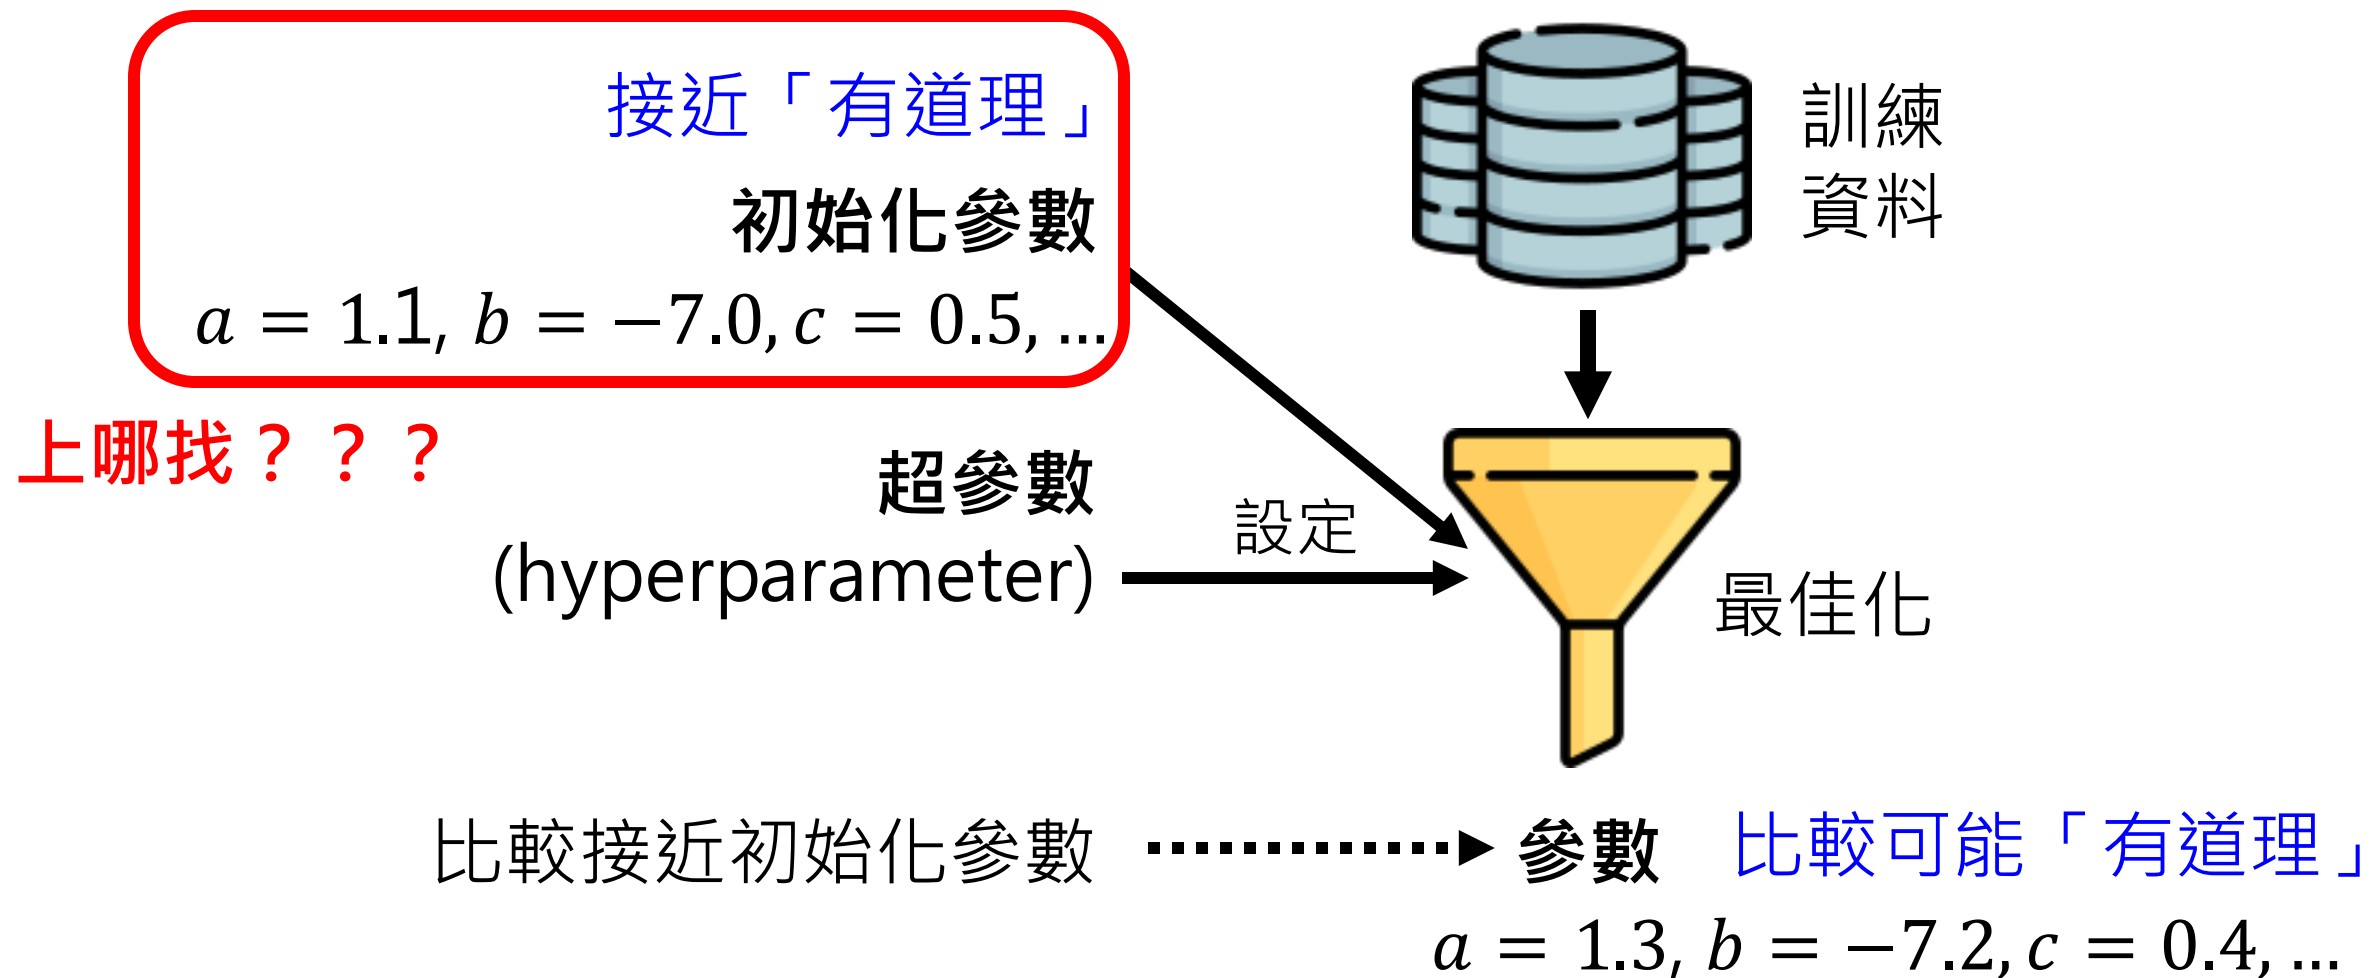 接近「有道理」
初始化參數
a = 1.1, b = −7.0, c = 0.5, ...
訓練
資料
上哪找？？？
超參數
(hyperparameter)
設定
最佳化
比較接近初始化參數
參數 比較可能「有道理」
a = 1.3, b = −7.2, c = 0.4, ...